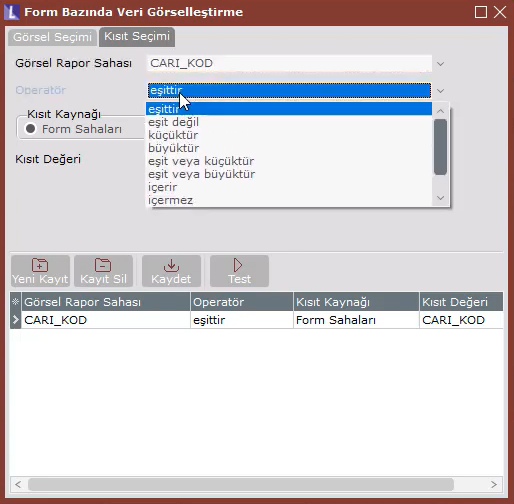 Form Bazında Veri Görselleştirme
Görsel Seçimi Kısıt Seçimi
Görsel Rapor Sahası CARI_KOD
Operatör eşittir
eşittir
Kısıt Kaynağı
eşit değil
Form Sahaları
küçüktür
büyüktür
Kısıt Değeri
eşit veya küçüktür
eşit veya büyüktür
içerir
içermez
Yeni Kayıt Kayıt Sil Kaydet Test
Görsel Rapor Sahası Operatör Kısıt Kaynağı Kısıt Değeri
CARI_KOD eşittir Form Sahaları CARI_KOD